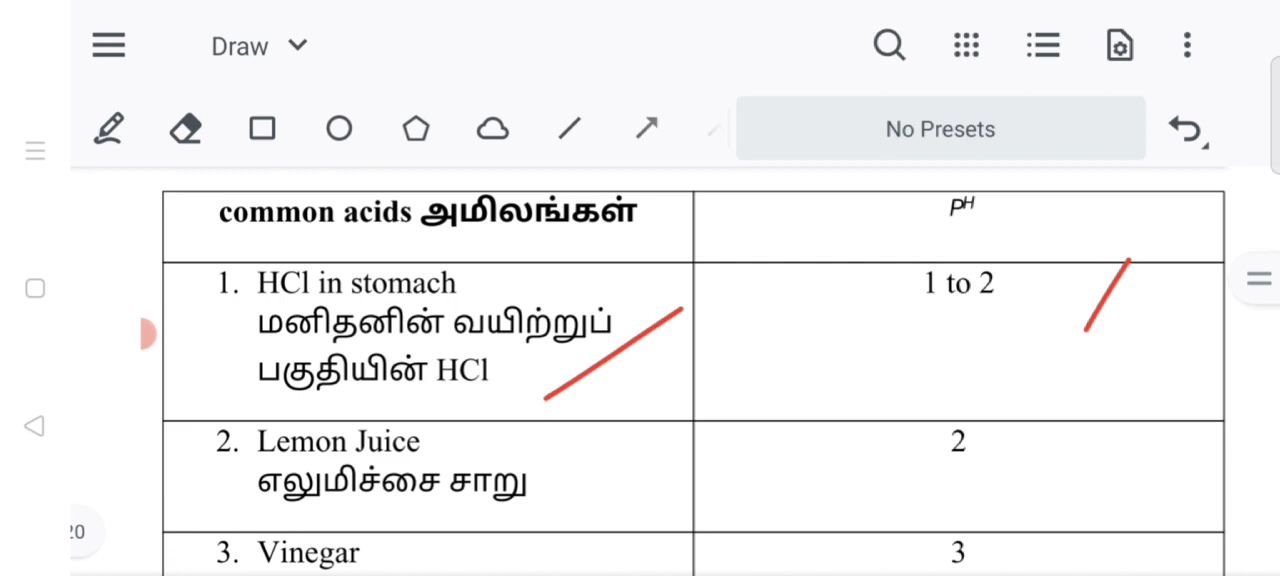 Draw
No Presets
common acids அமிலங்கள்
PH
1. HCl in stomach
மனிதனின் வயிற்றுப்
பகுதியின் HCl
1 to 2
2. Lemon Juice
எலுமிச்சை சாறு
2
3. Vinegar
3
20